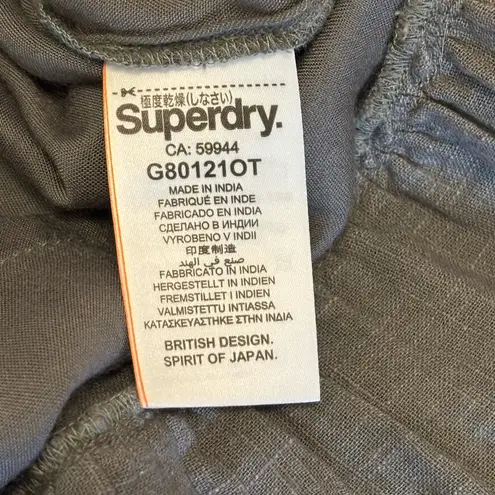 極度乾燥(しなさい)
Superdry.
CA: 59944
G80121OT
MADE IN INDIA
FABRIQUÉ EN INDE
FABRICADO EN INDIA
СДЕЛАНО В ИНДИИ
VYROBENO V INDII
印度制造
صنع في الهند
FABBRICATO IN INDIA
HERGESTELLT IN INDIEN
FREMSTILLET I INDIEN
VALMISTETTU INTIASSA
ΚΑΤΑΣΚΕΥΑΣΤΗΚΕ ΣΤΗΝ ΙΝΔΙΑ
BRITISH DESIGN.
SPIRIT OF JAPAN.